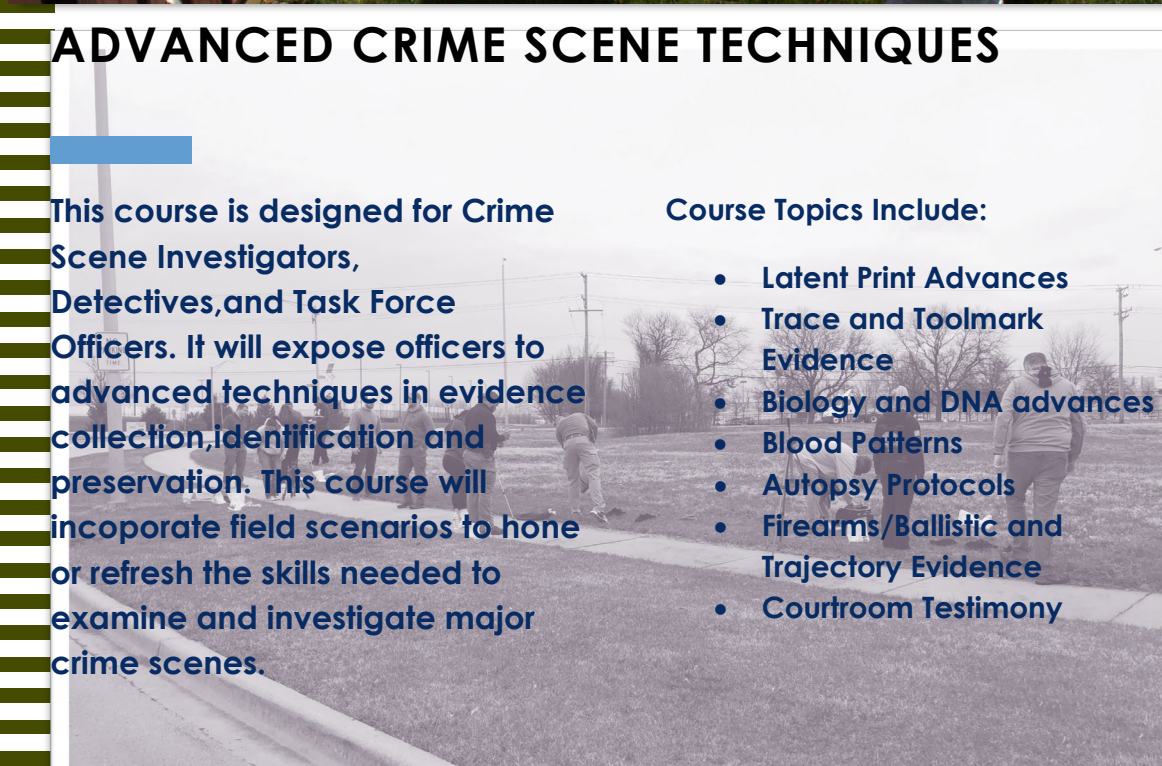 ADVANCED CRIME SCENE TECHNIQUES
This course is designed for Crime
Scene Investigators,
Detectives,and Task Force
Officers. It will expose officers to
advanced techniques in evidence
collection,identification and
preservation. This course will
incoporate field scenarios to hone
or refresh the skills needed to
examine and investigate major
crime scenes.
Course Topics Include:
• Latent Print Advances
• Trace and Toolmark
Evidence
• Biology and DNA advances
• Blood Patterns
• Autopsy Protocols
• Firearms/Ballistic and
Trajectory Evidence
• Courtroom Testimony